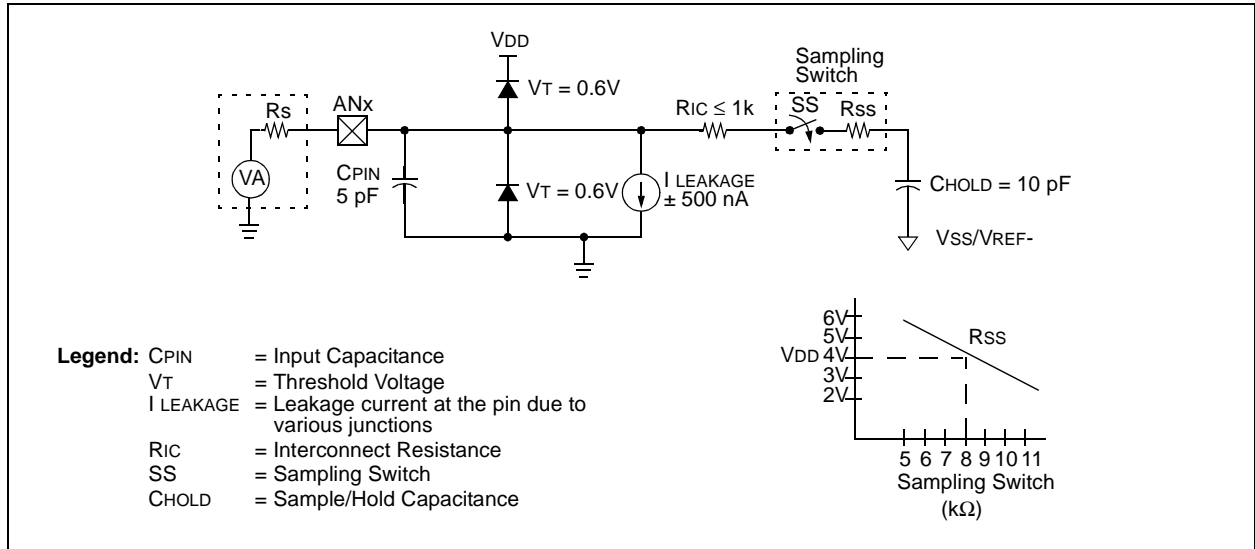 VDD
Sampling
Switch
VT = 0.6V
Rs
ANx
RIC ≤ 1k
SS
RSS
VA
CPIN
5 pF
VT = 0.6V
I LEAKAGE
± 500 nA
CHOLD = 10 pF
VSS/VREF-
6V
5V
VDD 4V
3V
2V
RSS
5 6 7 8 9 10 11
Sampling Switch
(kΩ)
Legend: CPIN = Input Capacitance
VT = Threshold Voltage
I LEAKAGE = Leakage current at the pin due to
various junctions
RIC = Interconnect Resistance
SS = Sampling Switch
CHOLD = Sample/Hold Capacitance